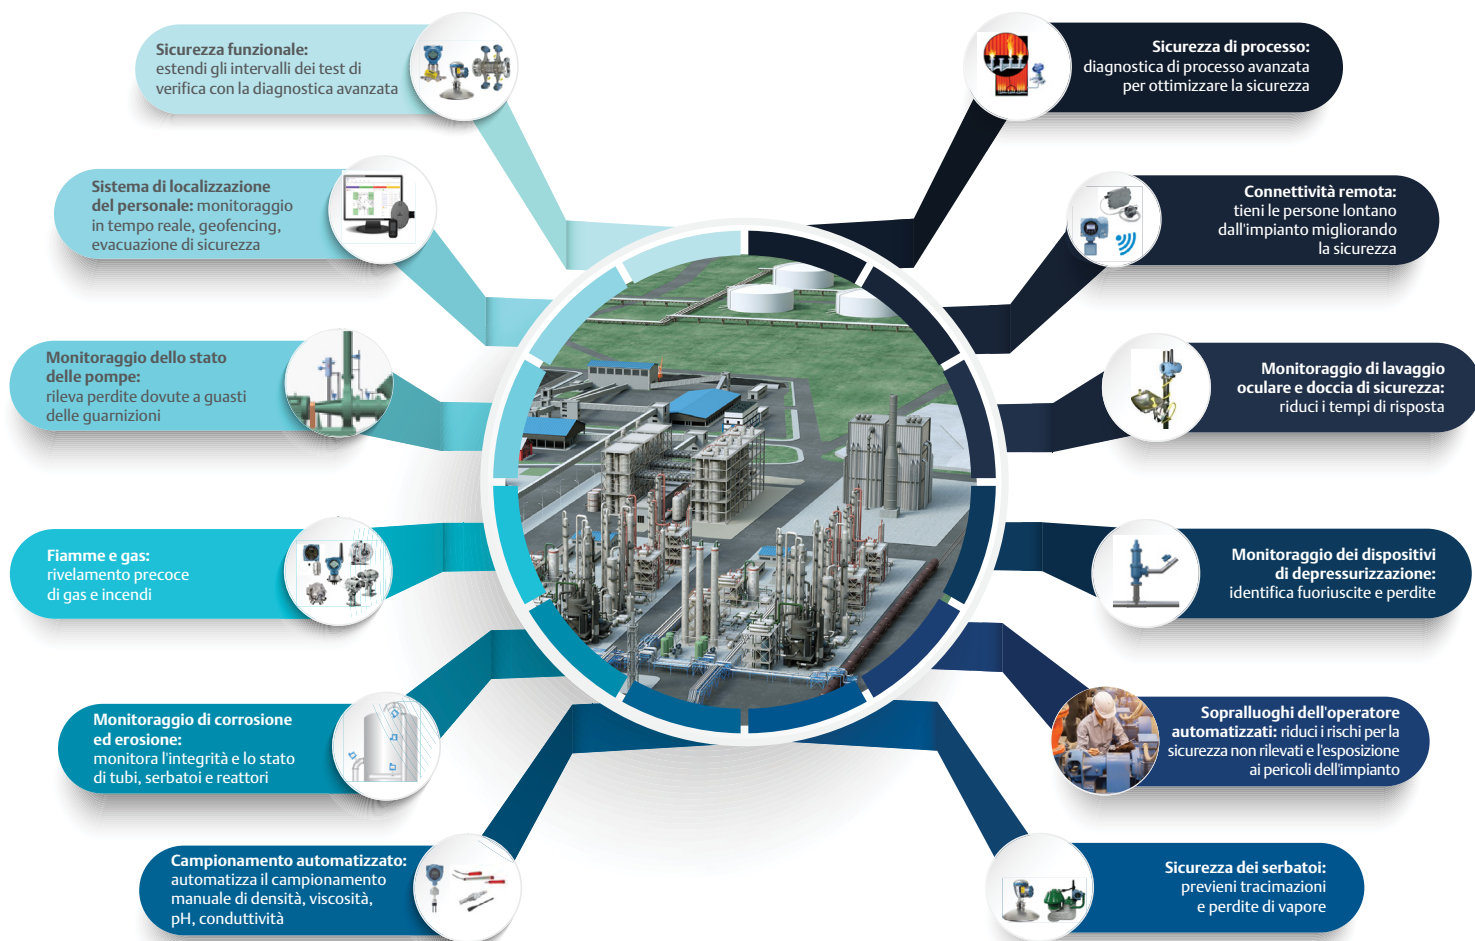 Sicurezza funzionale:
estendi gli intervalli dei test di
verifica con la diagnostica avanzata
Sistema di localizzazione
del personale: monitoraggio
in tempo reale, geofencing,
evacuazione di sicurezza
Monitoraggio dello stato
delle pompe:
rileva perdite dovute a guasti
delle guarnizioni
Fiamme e gas:
rivelamento precoce
di gas e incendi
Monitoraggio di corrosione
ed erosione:
monitora l'integrità e lo stato
di tubi, serbatoi e reattori
Campionamento automatizzato:
automatizza il campionamento
manuale di densità, viscosità,
pH, conduttività
Sicurezza di processo:
diagnostica di processo avanzata
per ottimizzare la sicurezza
Connettività remota:
tieni le persone lontano
dall'impianto migliorando
la sicurezza
Monitoraggio di lavaggio
oculare e doccia di sicurezza:
riduci i tempi di risposta
Monitoraggio dei dispositivi
di depressurizzazione:
identifica fuoriuscite e perdite
Sopralluoghi dell'operatore
automatizzati: riduci i rischi per la
sicurezza non rilevati e l'esposizione
ai pericoli dell'impianto
Sicurezza dei serbatoi:
previeni tracimazioni
e perdite di vapore